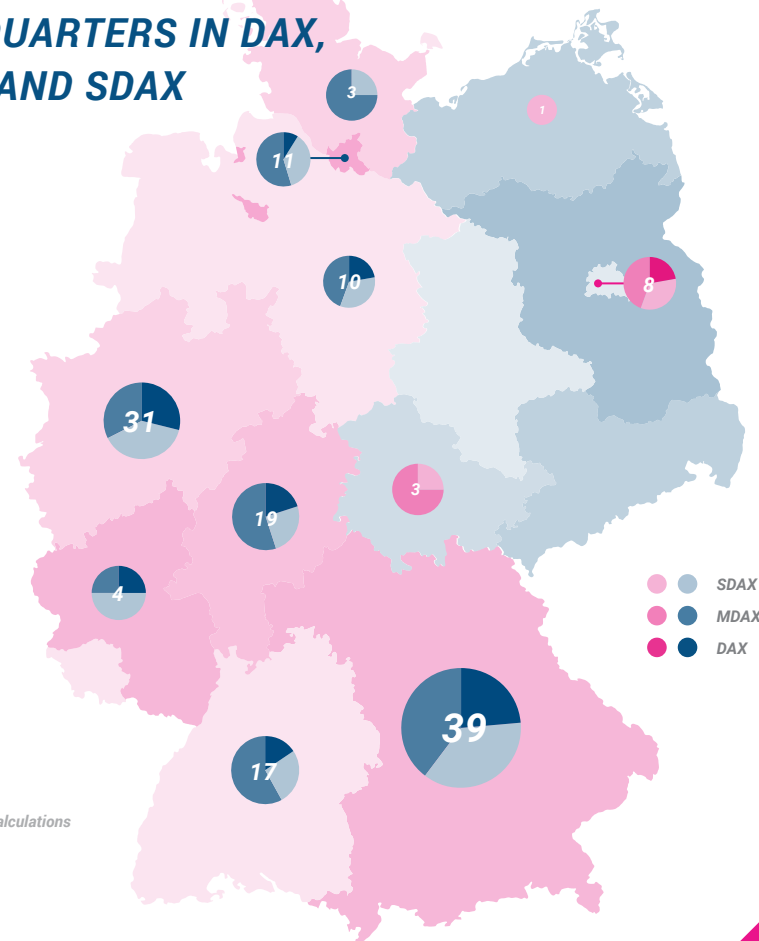 QUARTERS IN DAX,
AND SDAX
3
1
11
10
8
31
3
19
4
SDAX
MDAX
DAX
39
17
alculations